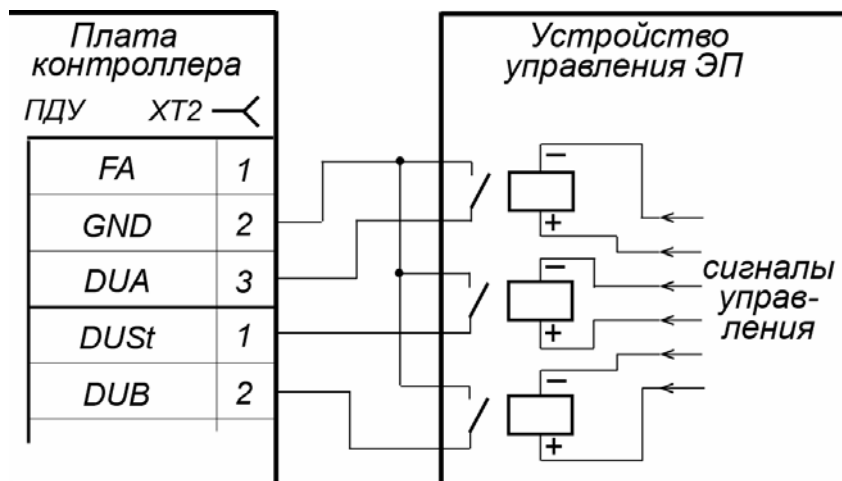 Плата
контроллера
ПДУ XT2
FA 1
GND 2
DUA 3
DUSt 1
DUB 2
Устройство
управления ЭП
−
+
−
+
−
+
сигналы
управ-
ления